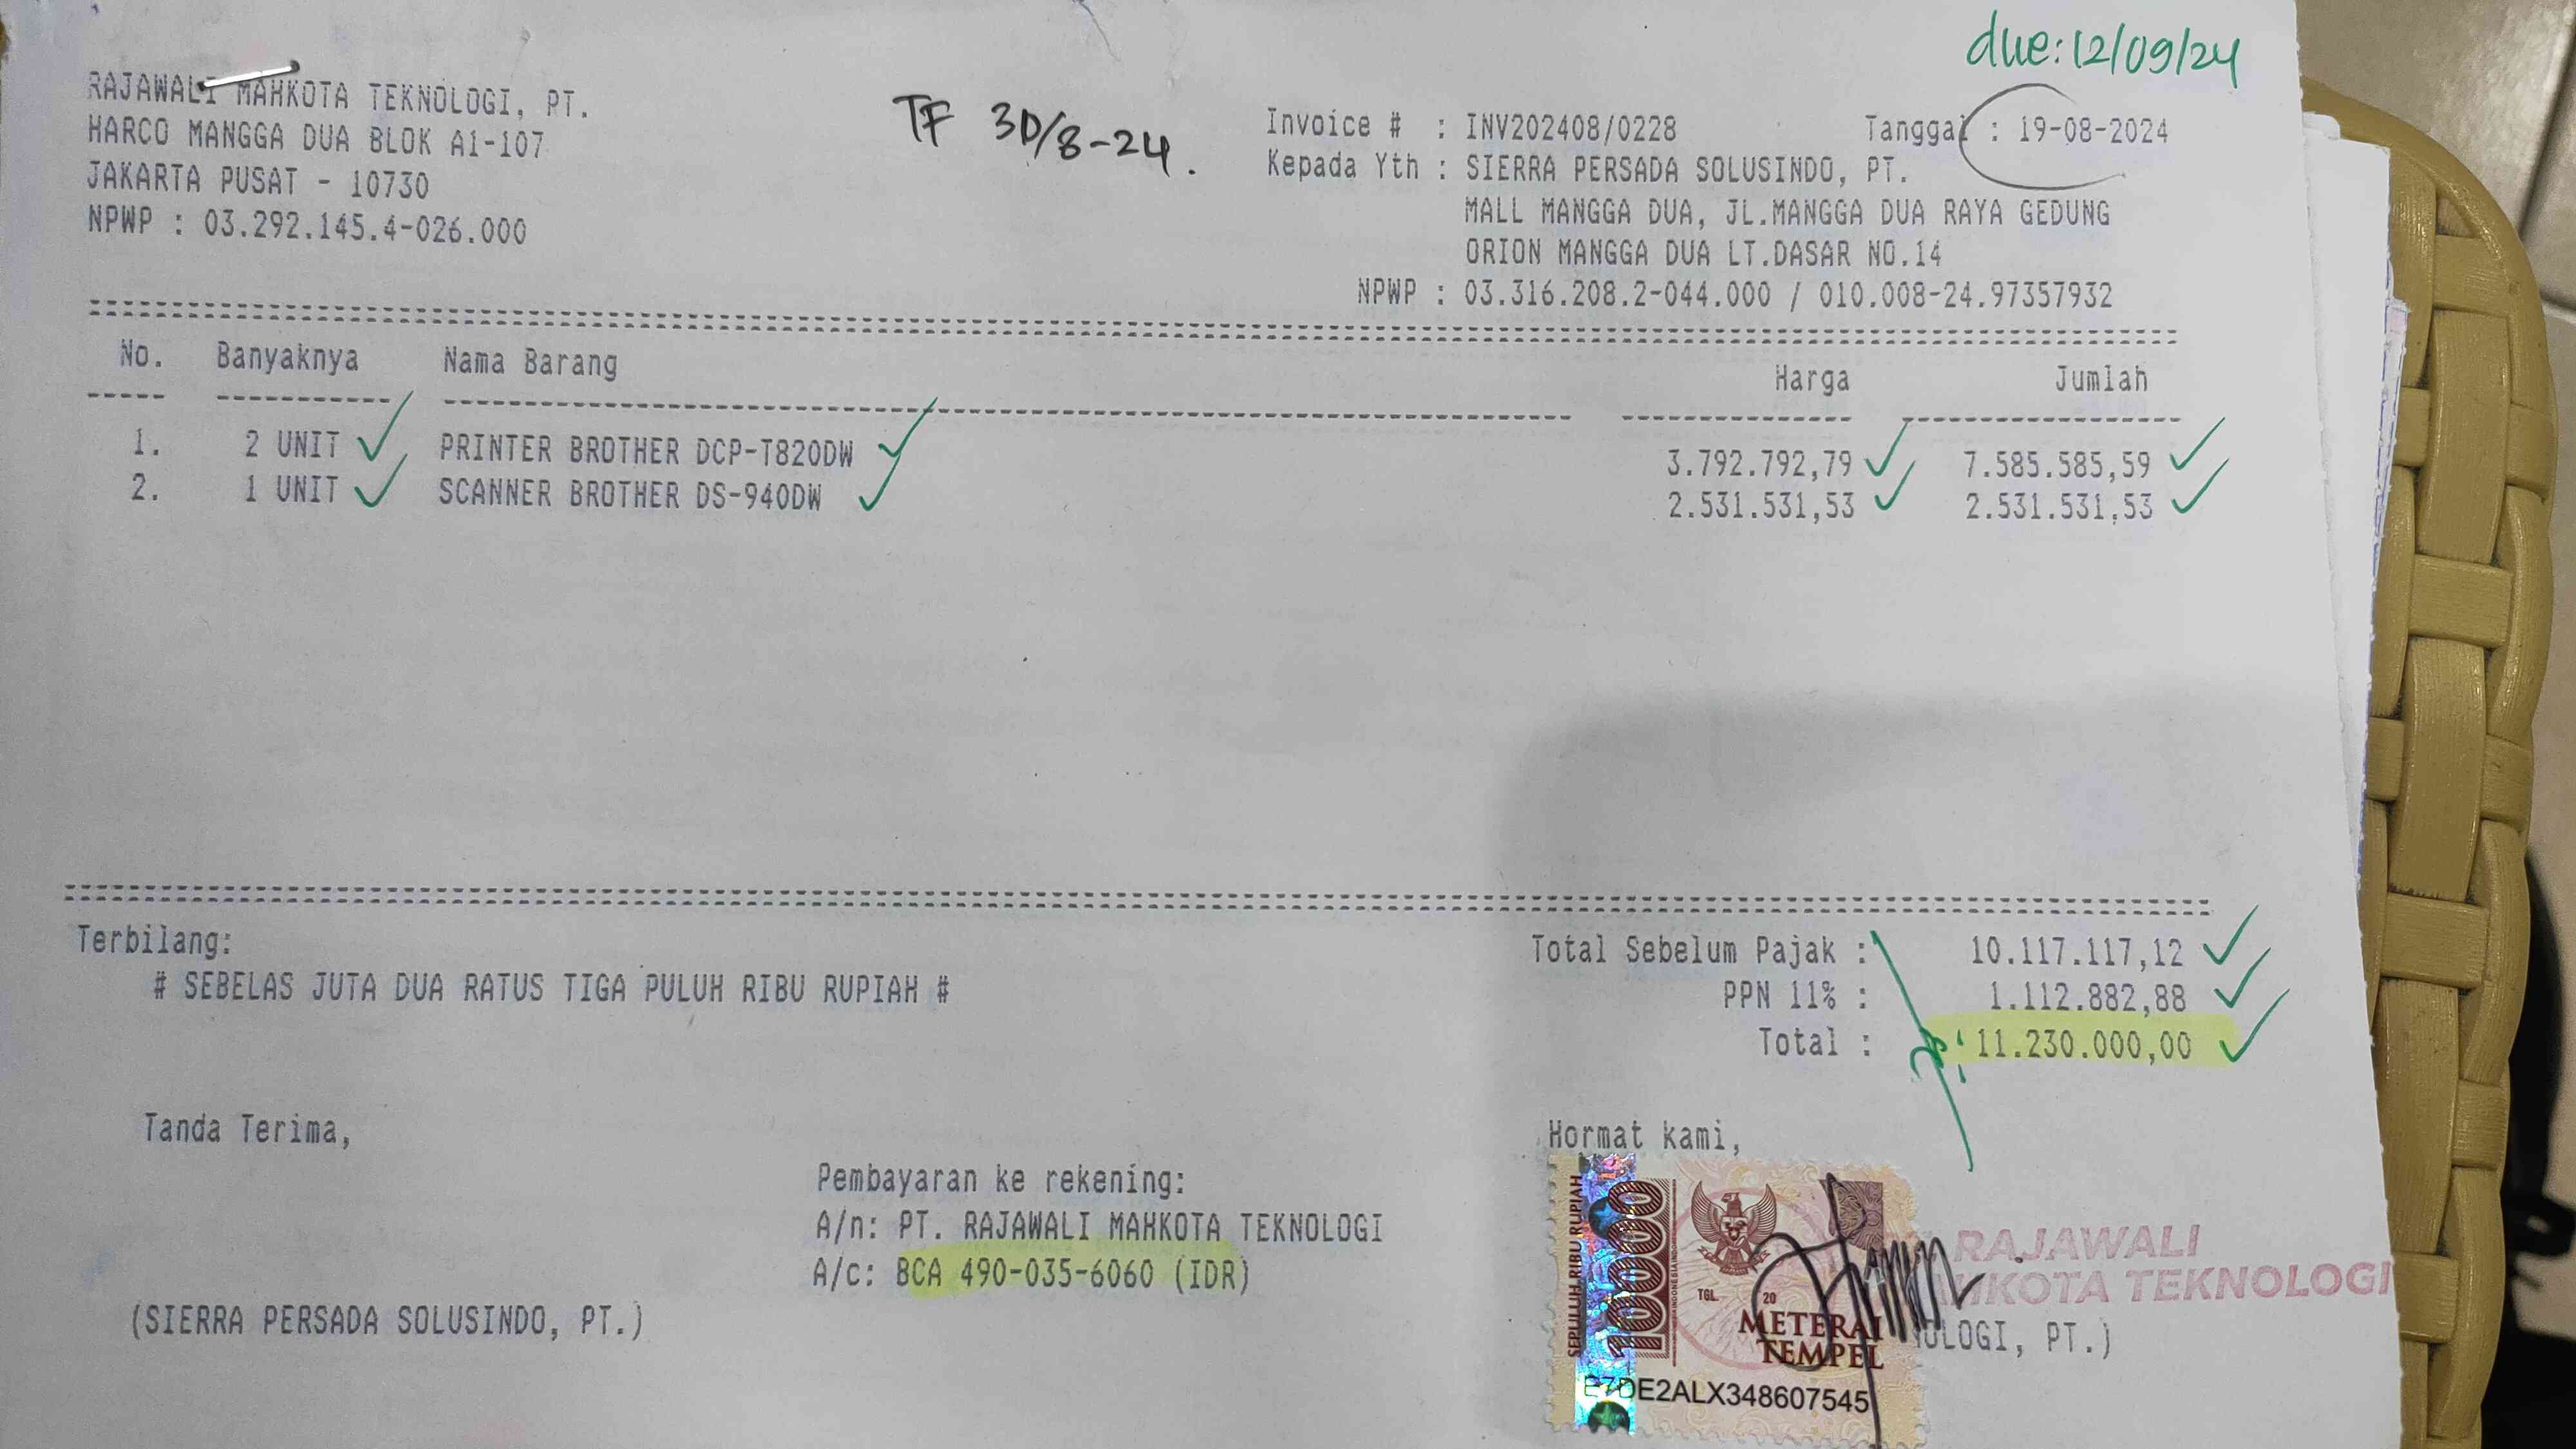 due: 12/09/24
RAJAWALI MAHKOTA TEKNOLOGI, PT.
HARCO MANGGA DUA BLOK A1-107
JAKARTA PUSAT - 10730
NPWP : 03.292.145.4-026.000
TF 30/8-24.
Invoice # : INV202408/0228 Tanggal : 19-08-2024
Kepada Yth : SIERRA PERSADA SOLUSINDO, PT.
MALL MANGGA DUA, JL.MANGGA DUA RAYA GEDUNG
ORION MANGGA DUA LT.DASAR NO.14
NPWP : 03.316.208.2-044.000 / 010.008-24.97357932
No. Banyaknya Nama Barang Harga Jumlah
1. 2 UNIT PRINTER BROTHER DCP-T820DW 3.792.792,79 7.585.585,59
2. 1 UNIT SCANNER BROTHER DS-940DW 2.531.531,53 2.531.531,53
Terbilang:
# SEBELAS JUTA DUA RATUS TIGA PULUH RIBU RUPIAH #
Total Sebelum Pajak : 10.117.117,12
PPN 11% : 1.112.882,88
Total : 11.230.000,00
Tanda Terima,
Pembayaran ke rekening:
A/n: PT. RAJAWALI MAHKOTA TEKNOLOGI
A/c: BCA 490-035-6060 (IDR)
(SIERRA PERSADA SOLUSINDO, PT.)
Hormat kami,
SEPULUH RIBU RUPIAH
10000
TGL. 20
METERAI
TEMPEL
DE2ALX348607545
RAJAWALI
TEKNOLOGI
OLOGI, PT.)